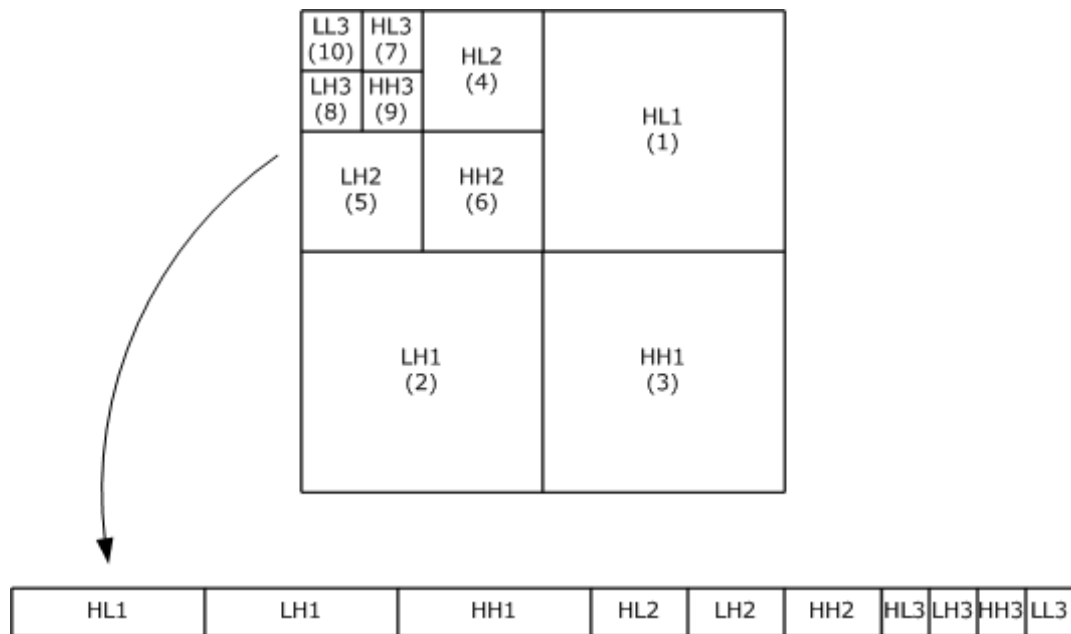 LL3
(10)
HL3
(7)
HL2
(4)
HL1
(1)
LH3
(8)
HH3
(9)
LH2
(5)
HH2
(6)
LH1
(2)
HH1
(3)
HL1 LH1 HH1 HL2 LH2 HH2 HL3 LH3 HH3 LL3